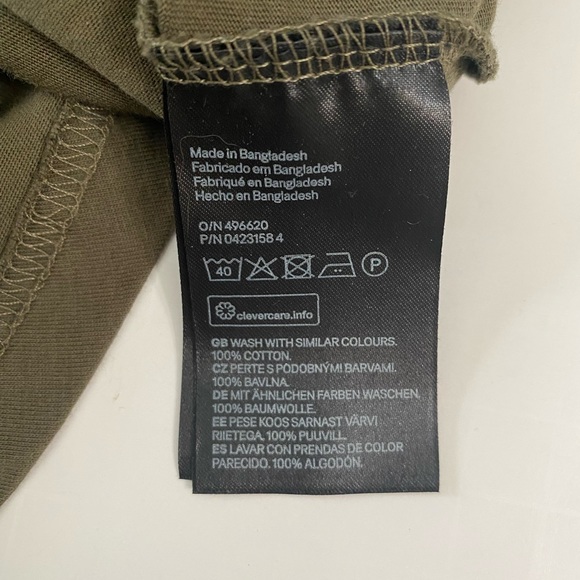 Made in Bangladesh
Fabricado em Bangladesh
Fabriqué en Bangladesh
Hecho en Bangladesh
O/N 496620
P/N 0423158 4
40 P
clevercare.info
GB WASH WITH SIMILAR COLOURS.
100% COTTON.
CZ PERTE S PODOBNÝMI BARVAMI.
100% BAVLNA.
DE MIT ÄHNLICHEN FARBEN WASCHEN.
100% BAUMWOLLE.
EE PESE KOOS SARNAST VÄRVI
RIIETEGA. 100% PUUVILL.
ES LAVAR CON PRENDAS DE COLOR
PARECIDO. 100% ALGODÓN.